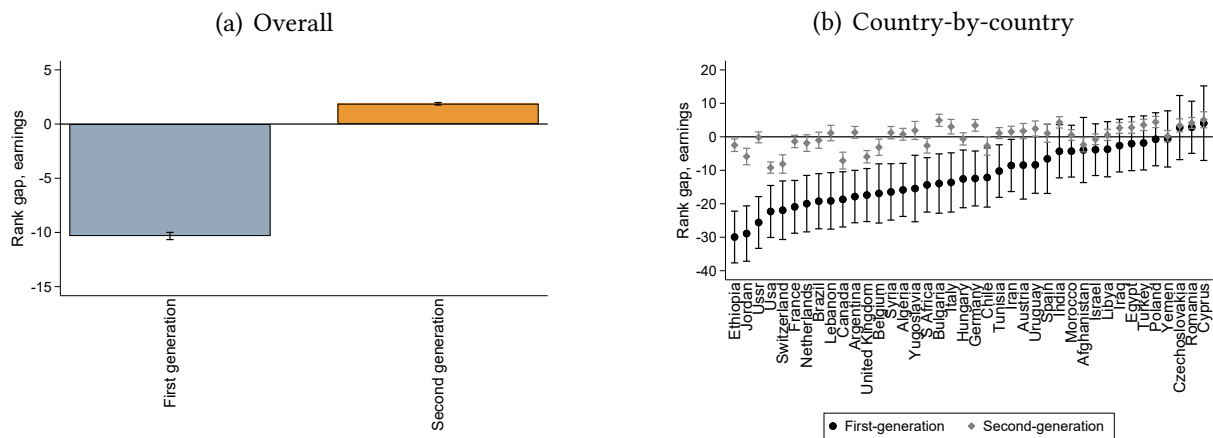 (a) Overall
Rank gap, earnings
5
0
-5
-10
-15
First generation
Second generation
(b) Country-by-country
Rank gap, earnings
20
10
0
-10
-20
-30
-40
Ethiopia
Jordan
Ussr
Usa
Switzerland
France
Netherlands
Brazil
Lebanon
Canada
Argentina
United Kingdom
Belgium
Syria
Algeria
Yugoslavia
S Africa
Bulgaria
Italy
Hungary
Germany
Chile
Tunisia
Iran
Austria
Uruguay
Spain
India
Morocco
Afghanistan
Israel
Libya
Iraq
Egypt
Turkey
Poland
Yemen
Czechoslovakia
Romania
Cyprus
First-generation
Second-generation